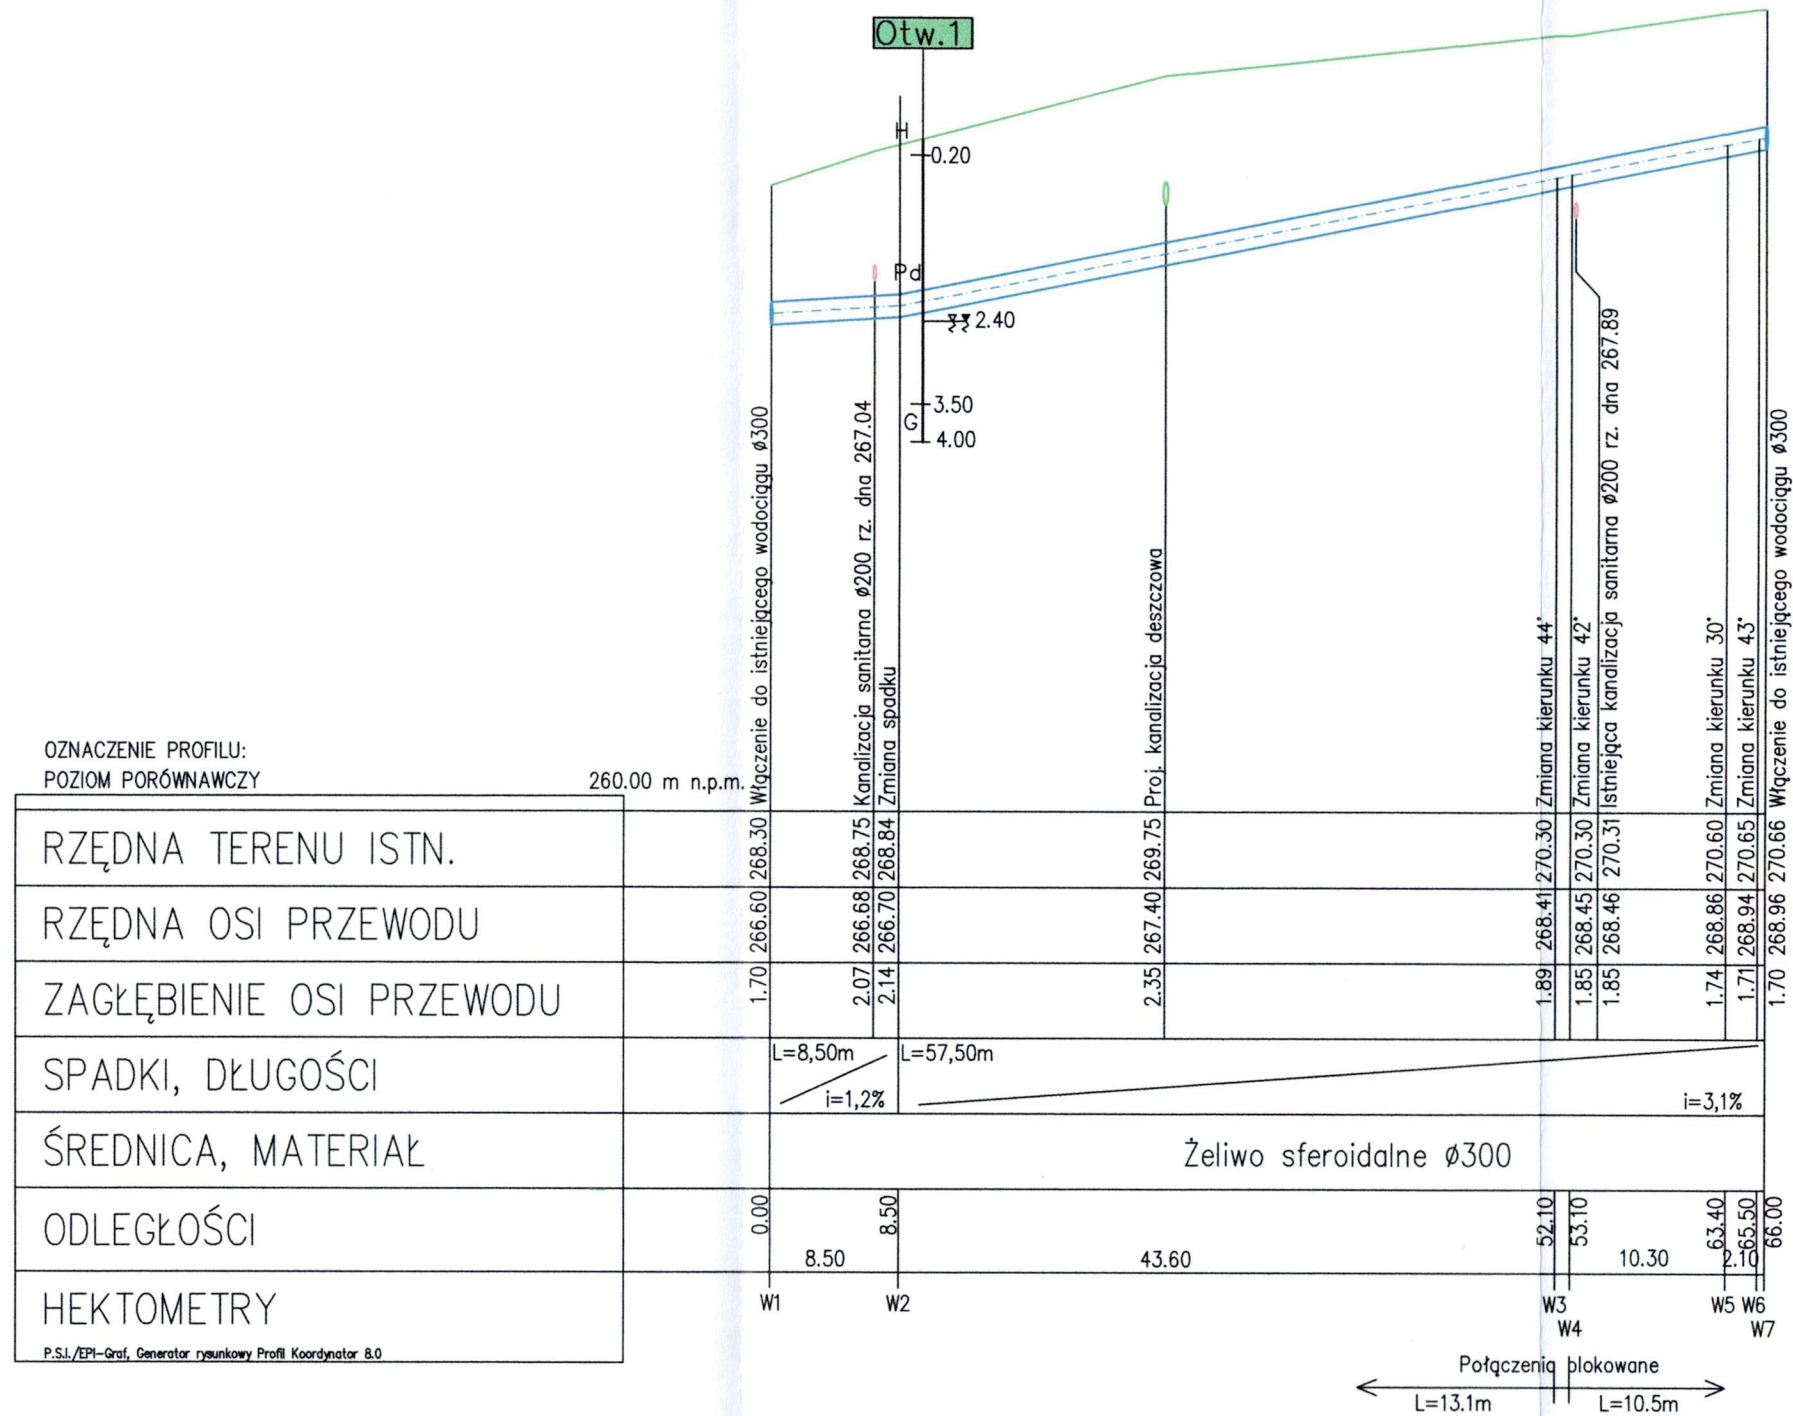 Otw.1
H
0.20
Pd
2.40
3.50
G
4.00
Włączenie do istniejącego wodociągu ø300
Kanalizacja sanitarna ø200 rz. dna 267.04
Zmiana spadku
Proj. kanalizacja deszczowa
Zmiana kierunku 44°
Zmiana kierunku 42°
Istniejąca kanalizacja sanitarna ø200 rz. dna 267.89
Zmiana kierunku 30°
Zmiana kierunku 43°
Włączenie do istniejącego wodociągu ø300
OZNACZENIE PROFILU:
POZIOM PORÓWNAWCZY 260.00 m n.p.m.
RZĘDNA TERENU ISTN. 268.30 268.75 268.84 269.75 270.30 270.30 270.31 270.60 270.65 270.66
RZĘDNA OSI PRZEWODU 266.60 266.68 266.70 267.40 268.41 268.45 268.46 268.86 268.94 268.96
ZAGŁĘBIENIE OSI PRZEWODU 1.70 2.07 2.14 2.35 1.89 1.85 1.85 1.74 1.71 1.70
SPADKI, DŁUGOŚCI L=8,50m i=1,2% L=57,50m i=3,1%
ŚREDNICA, MATERIAŁ Żeliwo sferoidalne ø300
ODLEGŁOŚCI 0.00 8.50 52.10 53.10 63.40 65.50 66.00
8.50 43.60 10.30 2.10
HEKTOMETRY W1 W2 W3 W4 W5 W6 W7
P.S.I./EPI-Graf, Generator rysunkowy Profil Koordynator 8.0
Połączenia blokowane
L=13.1m L=10.5m